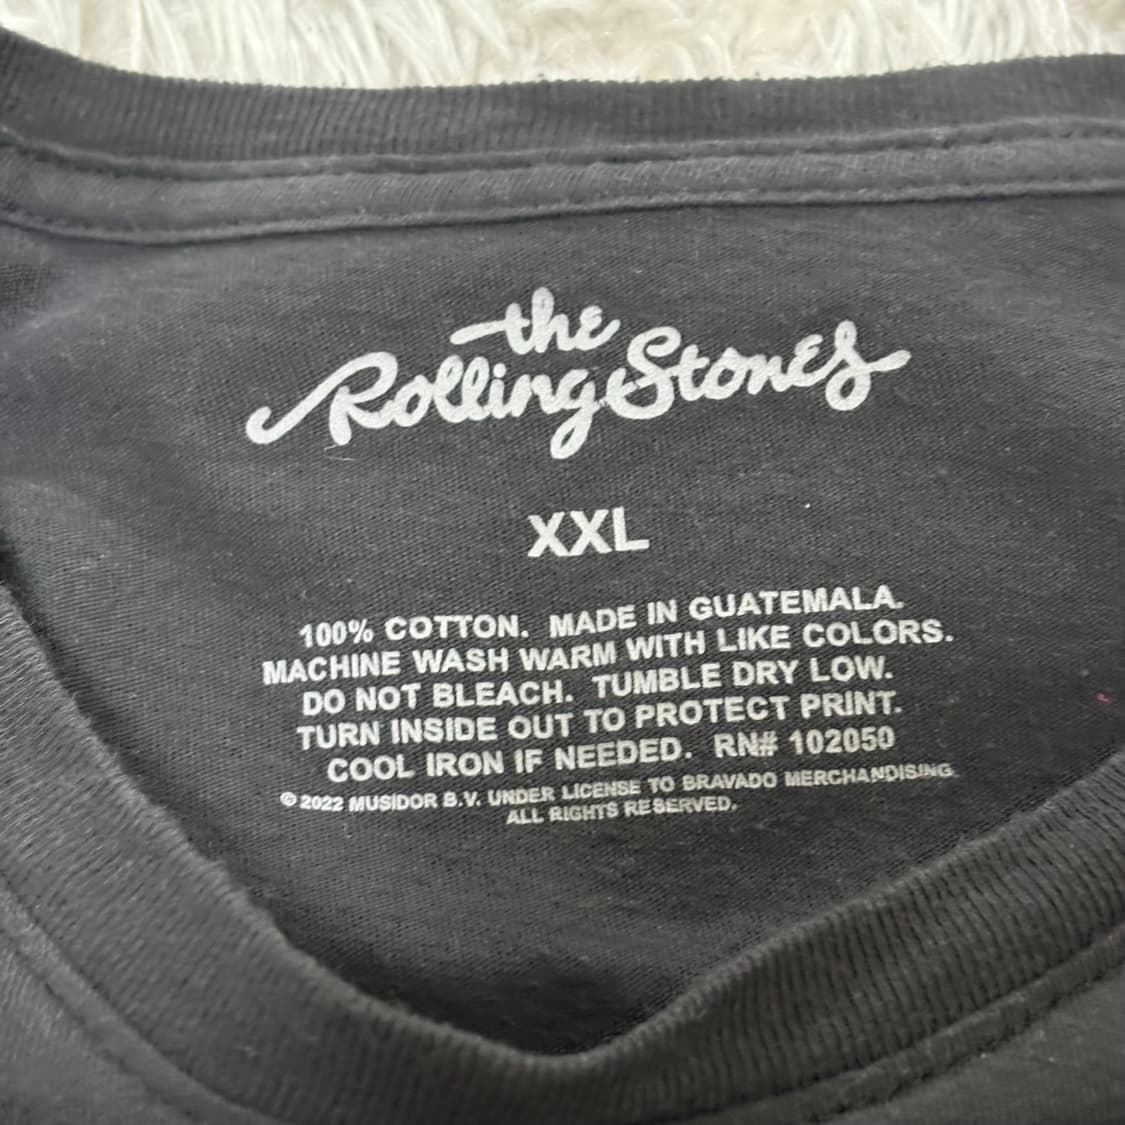 the
Rolling Stones
XXL
100% COTTON. MADE IN GUATEMALA.
MACHINE WASH WARM WITH LIKE COLORS.
DO NOT BLEACH. TUMBLE DRY LOW.
TURN INSIDE OUT TO PROTECT PRINT.
COOL IRON IF NEEDED. RN# 102050
© 2022 MUSIDOR B.V. UNDER LICENSE TO BRAVADO MERCHANDISING.
ALL RIGHTS RESERVED.